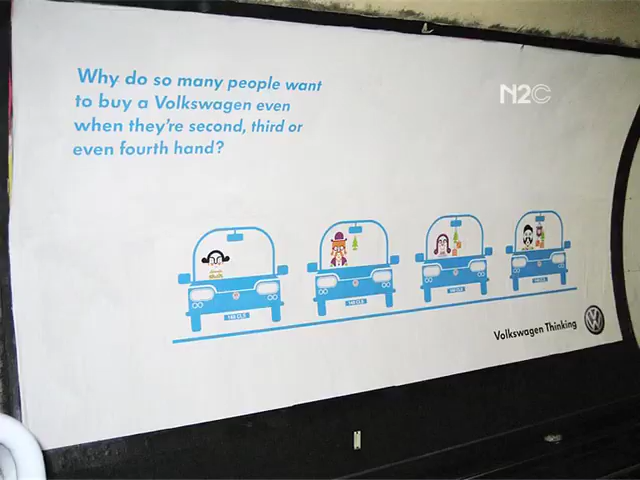 Why do so many people want
to buy a Volkswagen even
when they're second, third or
even fourth hand?
N2C
Volkswagen Thinking